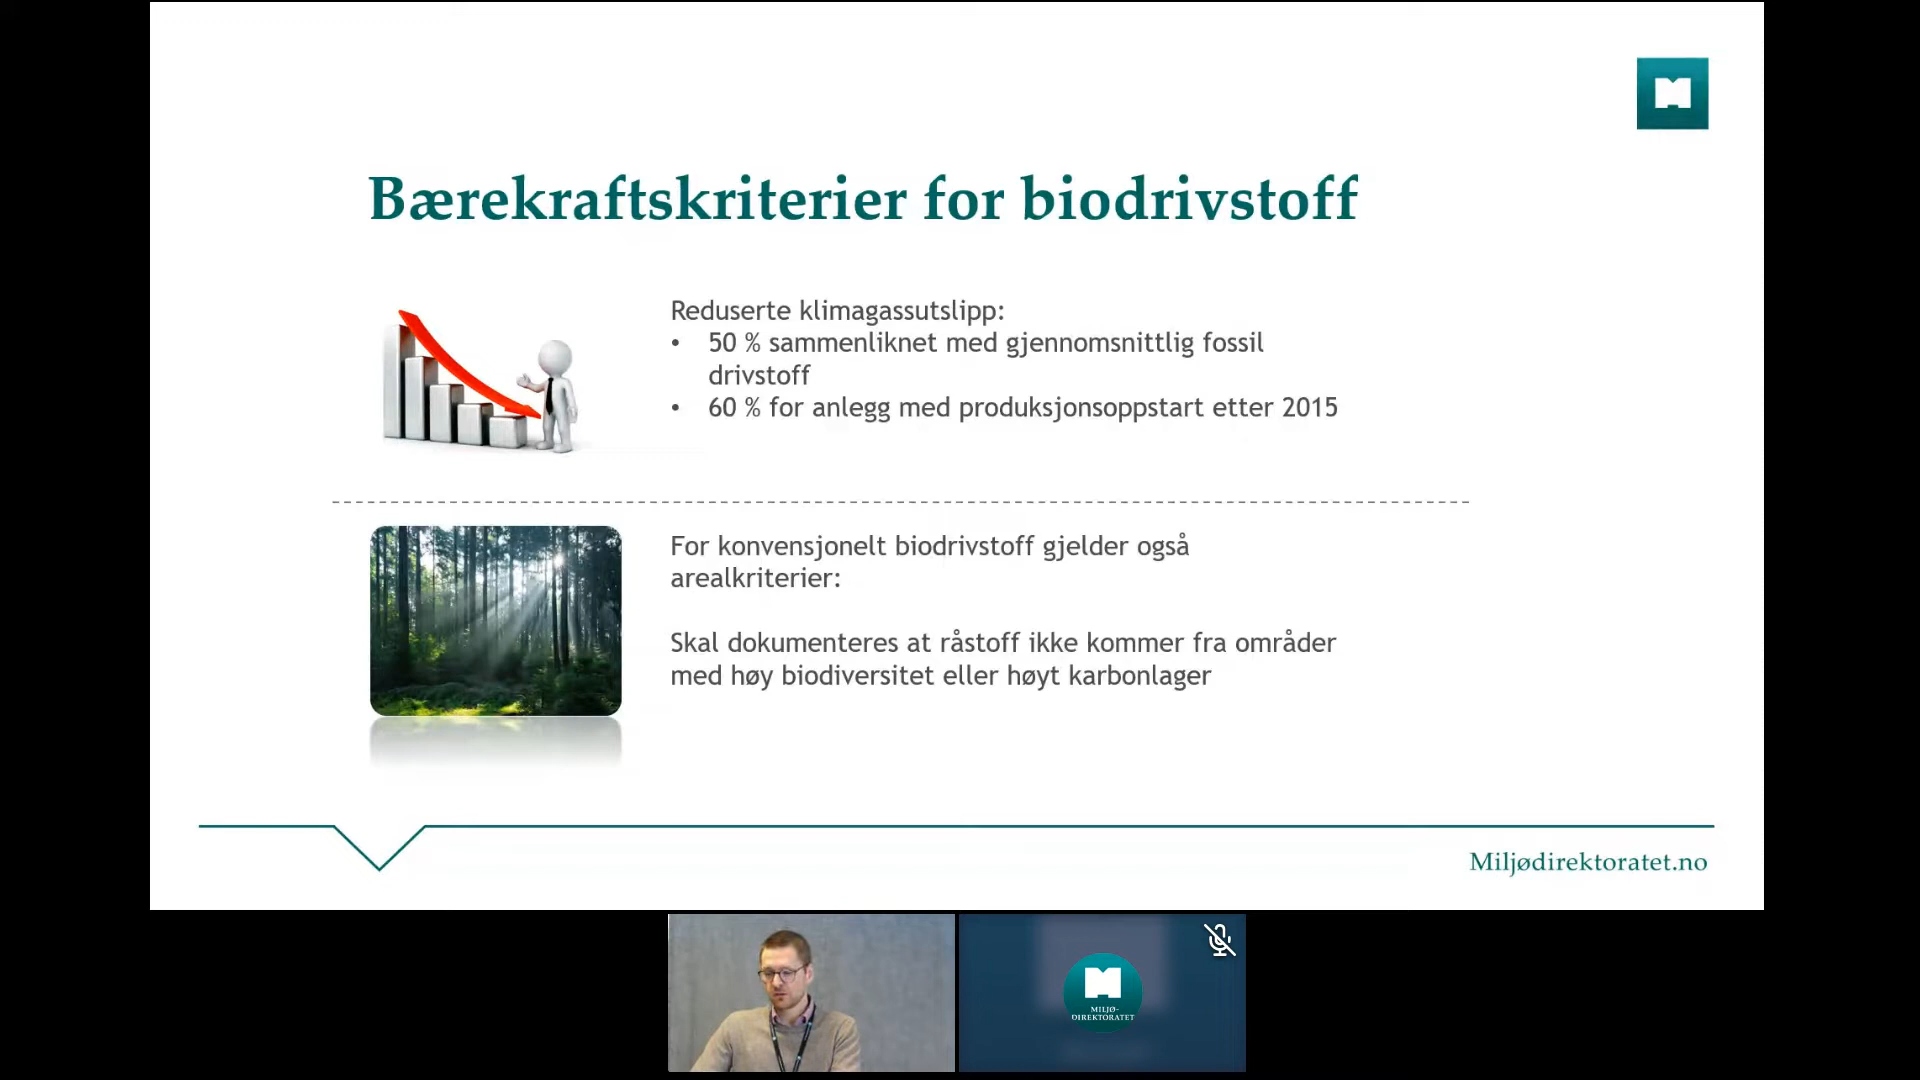 Bærekraftskriterier for biodrivstoff
Reduserte klimagassutslipp:
• 50 % sammenliknet med gjennomsnittlig fossil
drivstoff
• 60 % for anlegg med produksjonsoppstart etter 2015
For konvensjonelt biodrivstoff gjelder også
arealkriterier:
Skal dokumenteres at råstoff ikke kommer fra områder
med høy biodiversitet eller høyt karbonlager
Miljødirektoratet.no
MILJØ-
DIREKTORATET